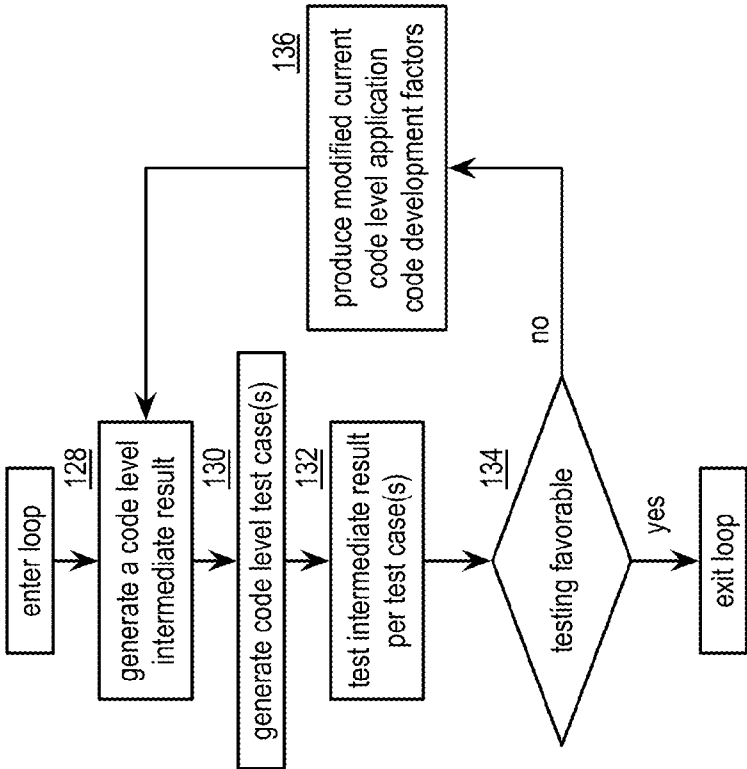 enter loop
128
generate a code level
intermediate result
130
generate code level test case(s)
132
test intermediate result
per test case(s)
134
testing favorable
no
yes
exit loop
136
produce modified current
code level application
code development factors